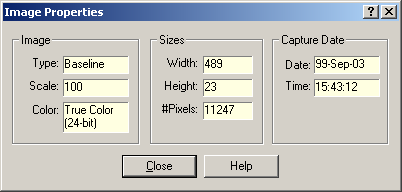 Image Properties
Image
Type: Baseline
Scale: 100
Color: True Color
(24-bit)
Sizes
Width: 489
Height: 23
#Pixels: 11247
Capture Date
Date: 99-Sep-03
Time: 15:43:12
Close
Help